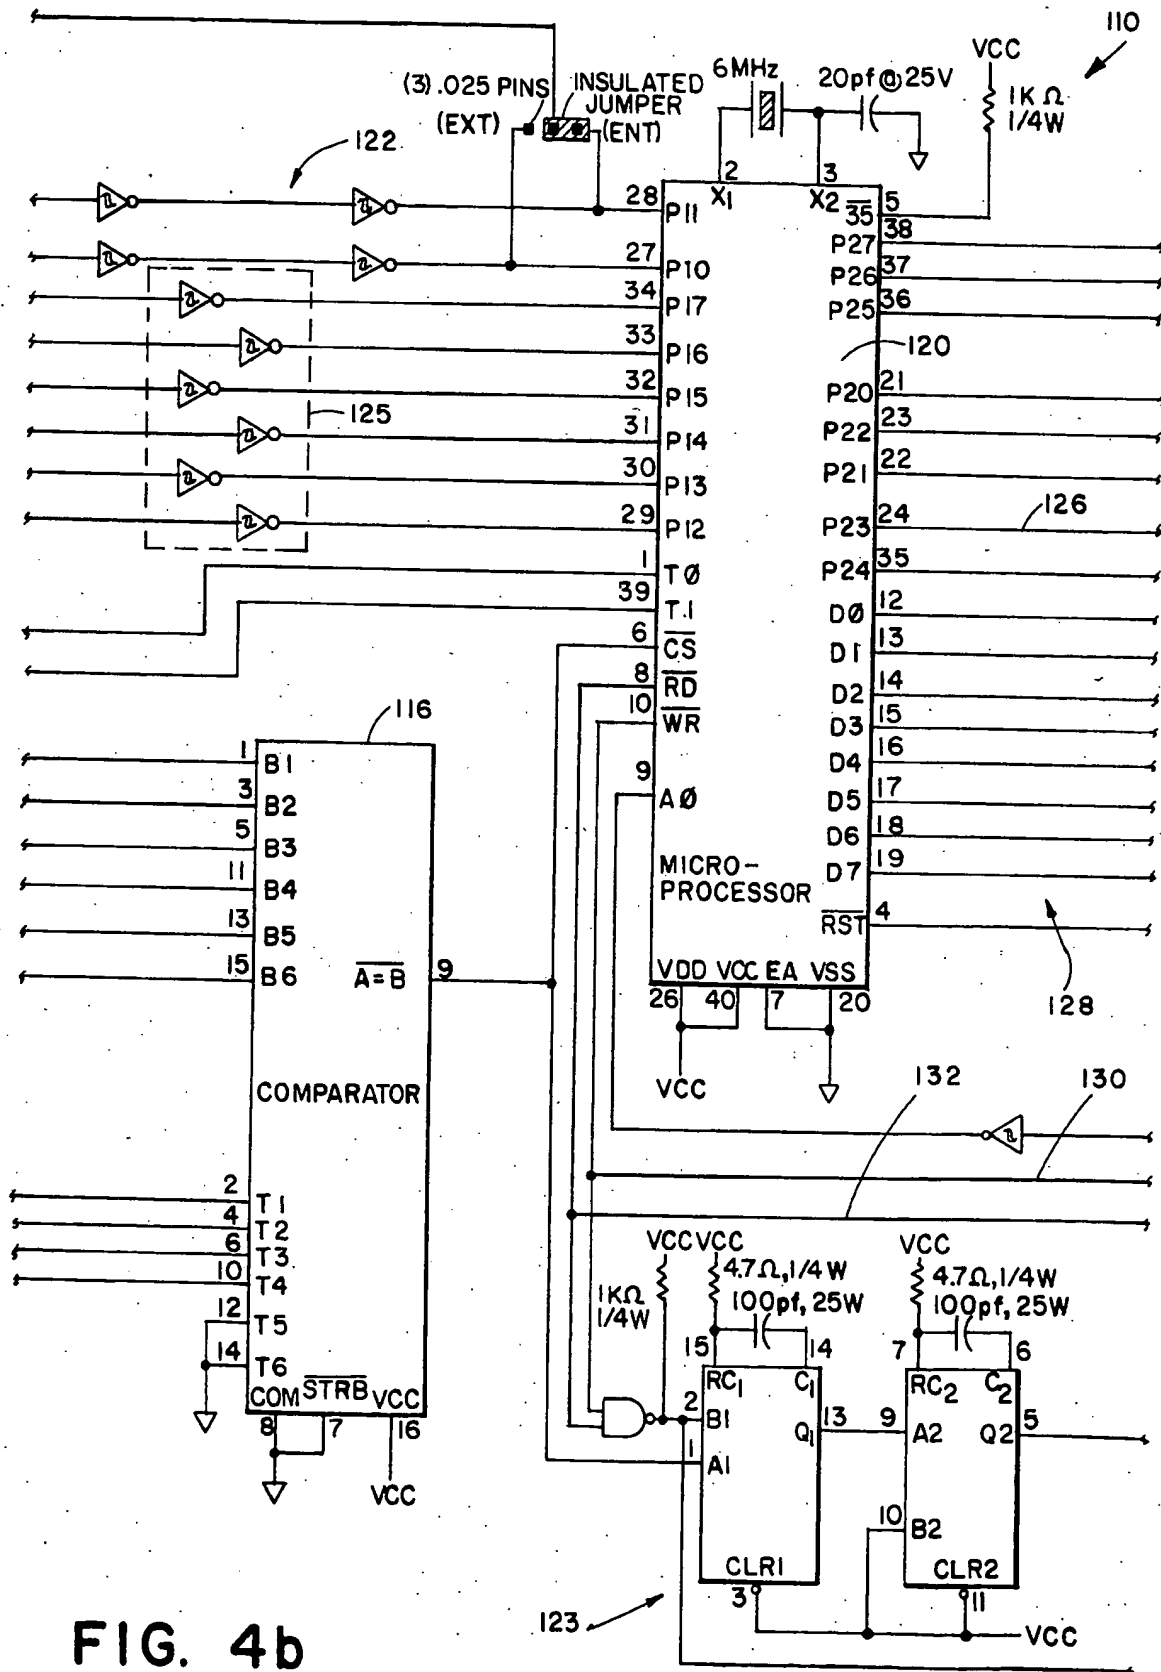 110
VCC
6MHz
20pf @ 25V
(3) .025 PINS
INSULATED
JUMPER
(EXT)
(ENT)
1K Ω
1/4W
122
2
3
X1
X2
28
P11
5
35
38
P27
27
P10
37
P26
34
P17
36
P25
33
P16
120
32
P15
21
P20
125
31
P14
23
P22
30
P13
22
P21
29
P12
24
P23
126
1
TØ
35
P24
39
T.1
12
DØ
6
CS
13
D1
8
RD
14
D2
10
WR
15
D3
116
16
D4
1
B1
9
AØ
17
D5
3
B2
18
D6
5
B3
19
D7
11
B4
MICRO-
PROCESSOR
13
B5
4
RST
15
B6
A=B
9
VDD
VCC
EA
VSS
26
40
7
20
128
VCC
COMPARATOR
132
130
2
T1
4
T2
6
T3
10
T4
12
T5
14
T6
COM
STRB
VCC
8
7
16
VCC
VCC
VCC
VCC
1KΩ
1/4W
4.7Ω, 1/4W
100pf, 25W
4.7Ω, 1/4W
100pf, 25W
15
14
7
6
RC1
C1
RC2
C2
2
B1
Q1
13
9
A2
Q2
5
1
A1
10
B2
CLR1
3
CLR2
11
VCC
123
FIG. 4b